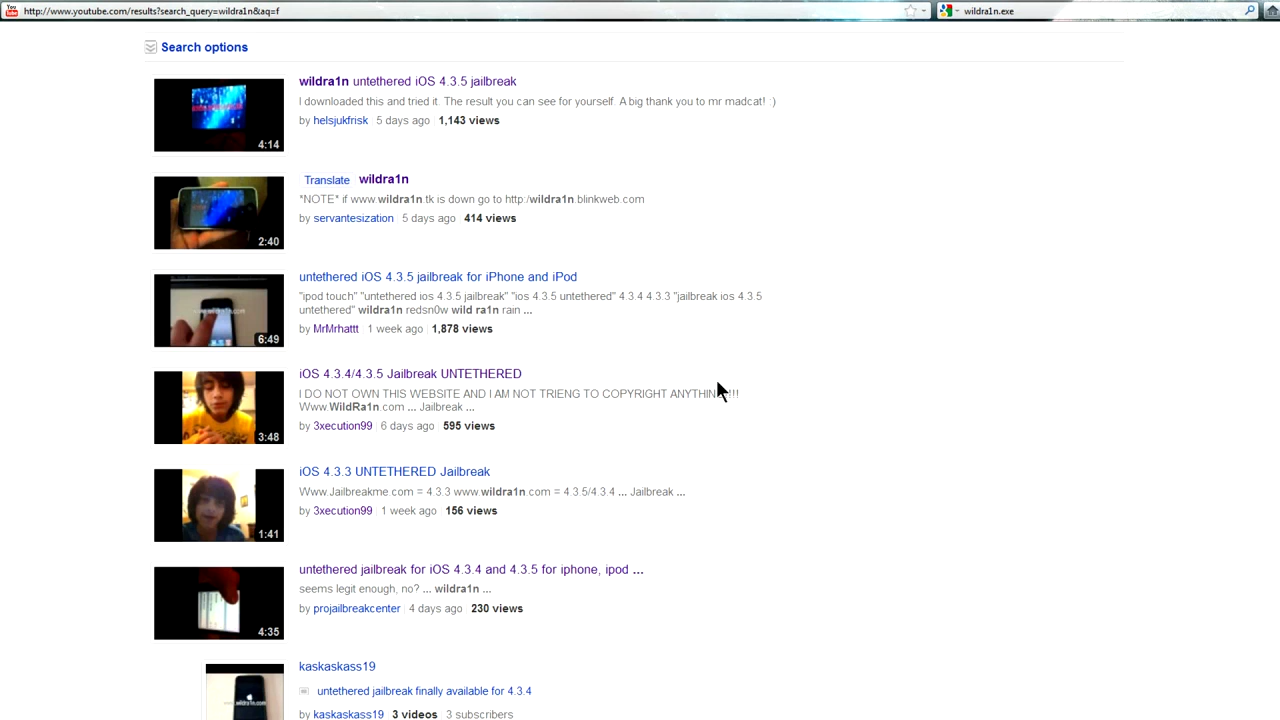 You
Tube
http://www.youtube.com/results?search_query=wildra1n&aq=f
wildra1n.exe
Search options
wildra1n untethered iOS 4.3.5 jailbreak
I downloaded this and tried it. The result you can see for yourself. A big thank you to mr madcat! :)
by helsjukfrisk 5 days ago 1,143 views
4:14
Translate wildra1n
*NOTE* if www.wildra1n tk is down go to http:/wildra1n.blinkweb.com
by servantesization 5 days ago 414 views
2:40
untethered iOS 4.3.5 jailbreak for iPhone and iPod
"ipod touch" "untethered ios 4.3.5 jailbreak" "ios 4.3.5 untethered" 4.3.4 4.3.3 "jailbreak ios 4.3.5
untethered" wildra1n redsn0w wild ra1n rain ...
by MrMrhattt 1 week ago 1,878 views
6:49
iOS 4.3.4/4.3.5 Jailbreak UNTETHERED
I DO NOT OWN THIS WEBSITE AND I AM NOT TRIENG TO COPYRIGHT !!!
Www.WildRa1n.com ... Jailbreak ...
by 3xecution99 6 days ago 595 views
3:48
iOS 4.3.3 UNTETHERED Jailbreak
Www.Jailbreakme.com = 4.3.3 www.wildra1n.com = 4.3.5/4.3.4 ... Jailbreak ...
by 3xecution99 1 week ago 156 views
1:41
untethered jailbreak for iOS 4.3.4 and 4.3.5 for iphone, ipod ...
seems legit enough, no? ... wildra1n ...
by projailbreakcenter 4 days ago 230 views
4:35
kaskaskass19
untethered jailbreak finally available for 4.3.4
by kaskaskass19 3 videos 3 subscribers